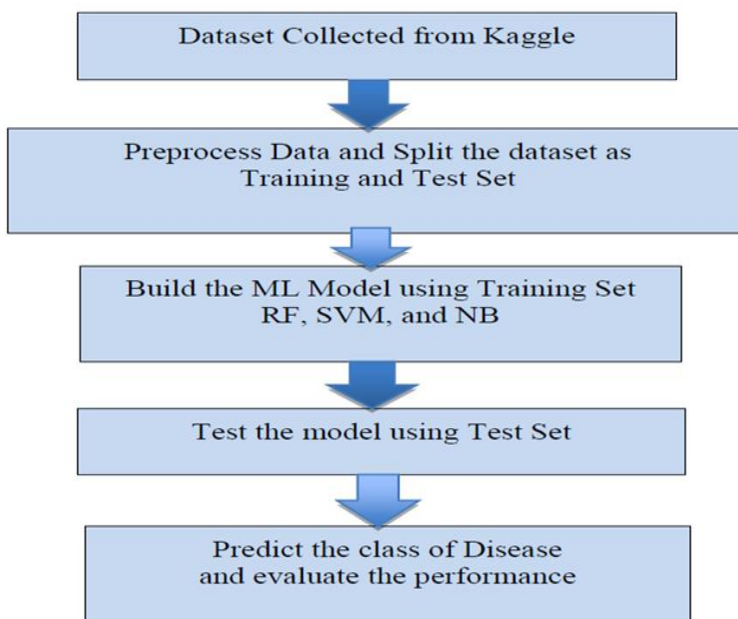 Dataset Collected from Kaggle
Preprocess Data and Split the dataset as
Training and Test Set
Build the ML Model using Training Set
RF, SVM, and NB
Test the model using Test Set
Predict the class of Disease
and evaluate the performance